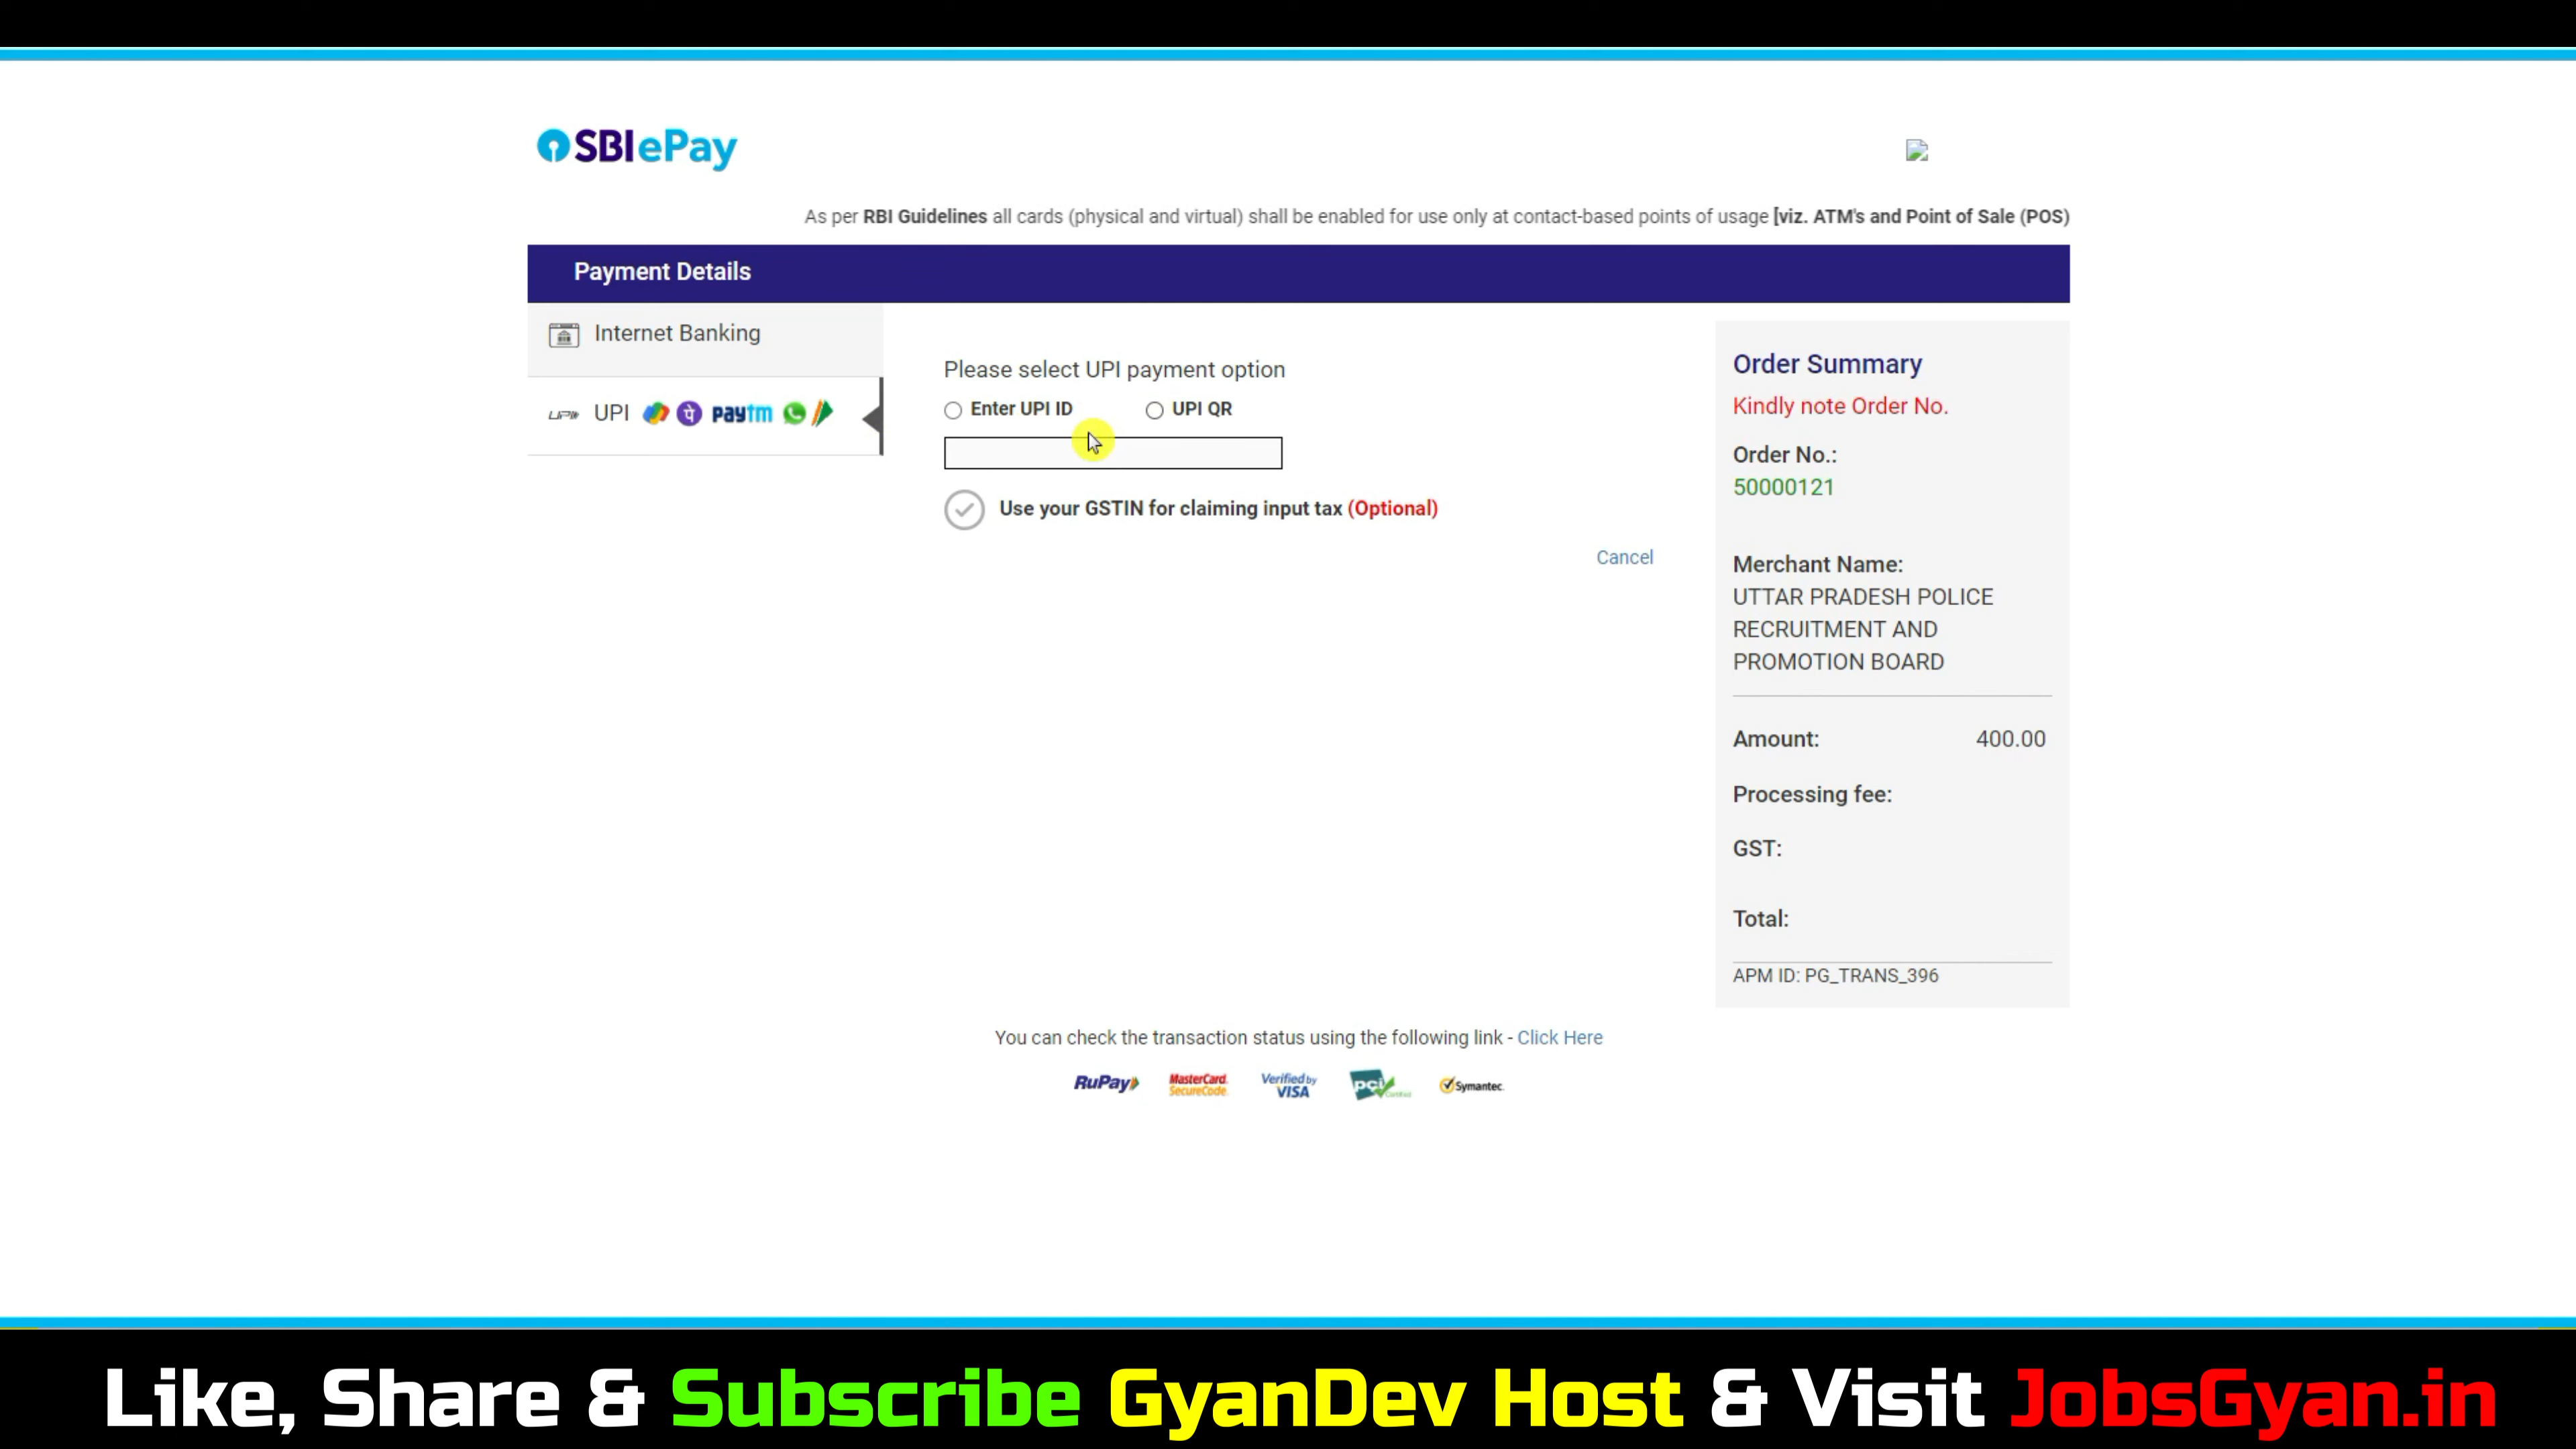 SBI ePay
As per RBI Guidelines all cards (physical and virtual) shall be enabled for use only at contact-based points of usage [viz. ATM's and Point of Sale (POS)
Payment Details
Internet Banking
UPI UPI पे paytm
Please select UPI payment option
Enter UPI ID UPI QR
Use your GSTIN for claiming input tax (Optional)
Cancel
Order Summary
Kindly note Order No.
Order No.:
50000121
Merchant Name:
UTTAR PRADESH POLICE
RECRUITMENT AND
PROMOTION BOARD
Amount: 400.00
Processing fee:
GST:
Total:
APM ID: PG_TRANS_396
You can check the transaction status using the following link - Click Here
RuPay MasterCard. SecureCode. Verified by VISA pci Certified Symantec.
Like, Share & Subscribe GyanDev Host & Visit JobsGyan.in